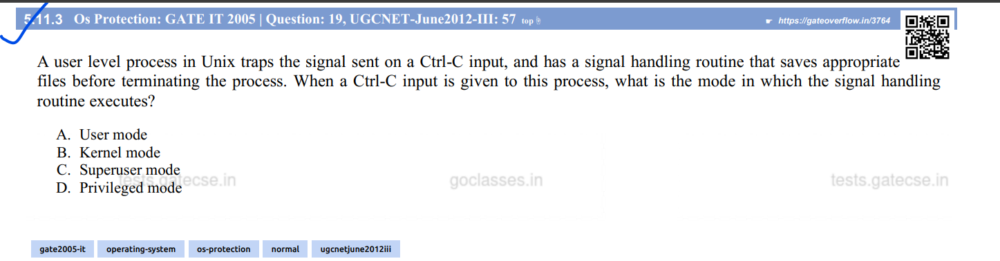 5.11.3 Os Protection: GATE IT 2005 | Question: 19, UGCNET-June2012-III: 57 top
https://gateoverflow.in/3764
A user level process in Unix traps the signal sent on a Ctrl-C input, and has a signal handling routine that saves appropriate
files before terminating the process. When a Ctrl-C input is given to this process, what is the mode in which the signal handling
routine executes?
A. User mode
B. Kernel mode
C. Superuser mode
D. Privileged mode
tests.gatecse.in
goclasses.in
tests.gatecse.in
gate2005-it operating-system os-protection normal ugcnetjune2012iii